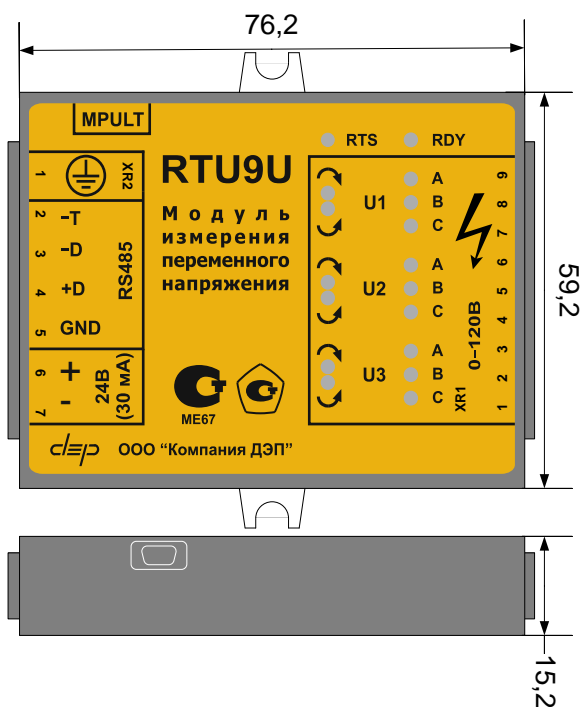 76,2
MPULT
RTS RDY
1 XR2
RTU9U
Модуль
измерения
переменного
напряжения
2 -T
3 -D
4 +D
5 GND
RS485
6 +
7 -
24В
(30 мА)
U1 A 9
B 8
C 7
U2 A 6
B 5
C 4
U3 A 3
B 2
C 1
0-120В
XR1
ME67
dep ООО “Компания ДЭП”
59,2
15,2